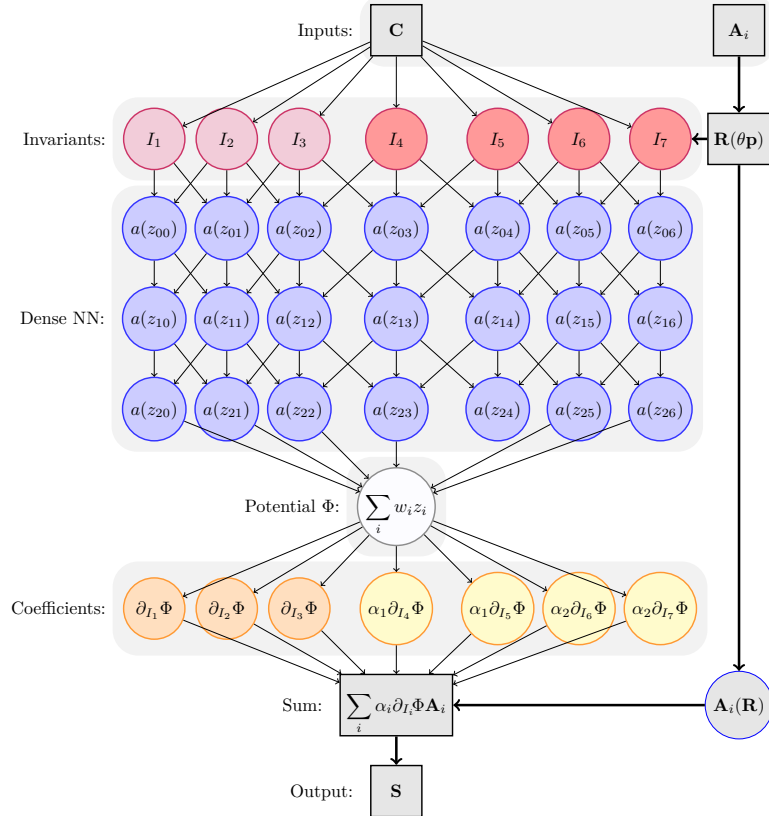 Inputs: C A_i
Invariants: I_1 I_2 I_3 I_4 I_5 I_6 I_7 R(θp)
a(z_00) a(z_01) a(z_02) a(z_03) a(z_04) a(z_05) a(z_06)
Dense NN: a(z_10) a(z_11) a(z_12) a(z_13) a(z_14) a(z_15) a(z_16)
a(z_20) a(z_21) a(z_22) a(z_23) a(z_24) a(z_25) a(z_26)
Potential Φ: ∑_i w_i z_i
Coefficients: ∂_{I_1}Φ ∂_{I_2}Φ ∂_{I_3}Φ α_1∂_{I_4}Φ α_1∂_{I_5}Φ α_2∂_{I_6}Φ α_2∂_{I_7}Φ
Sum: ∑_i α_i∂_{I_i}ΦA_i A_i(R)
Output: S